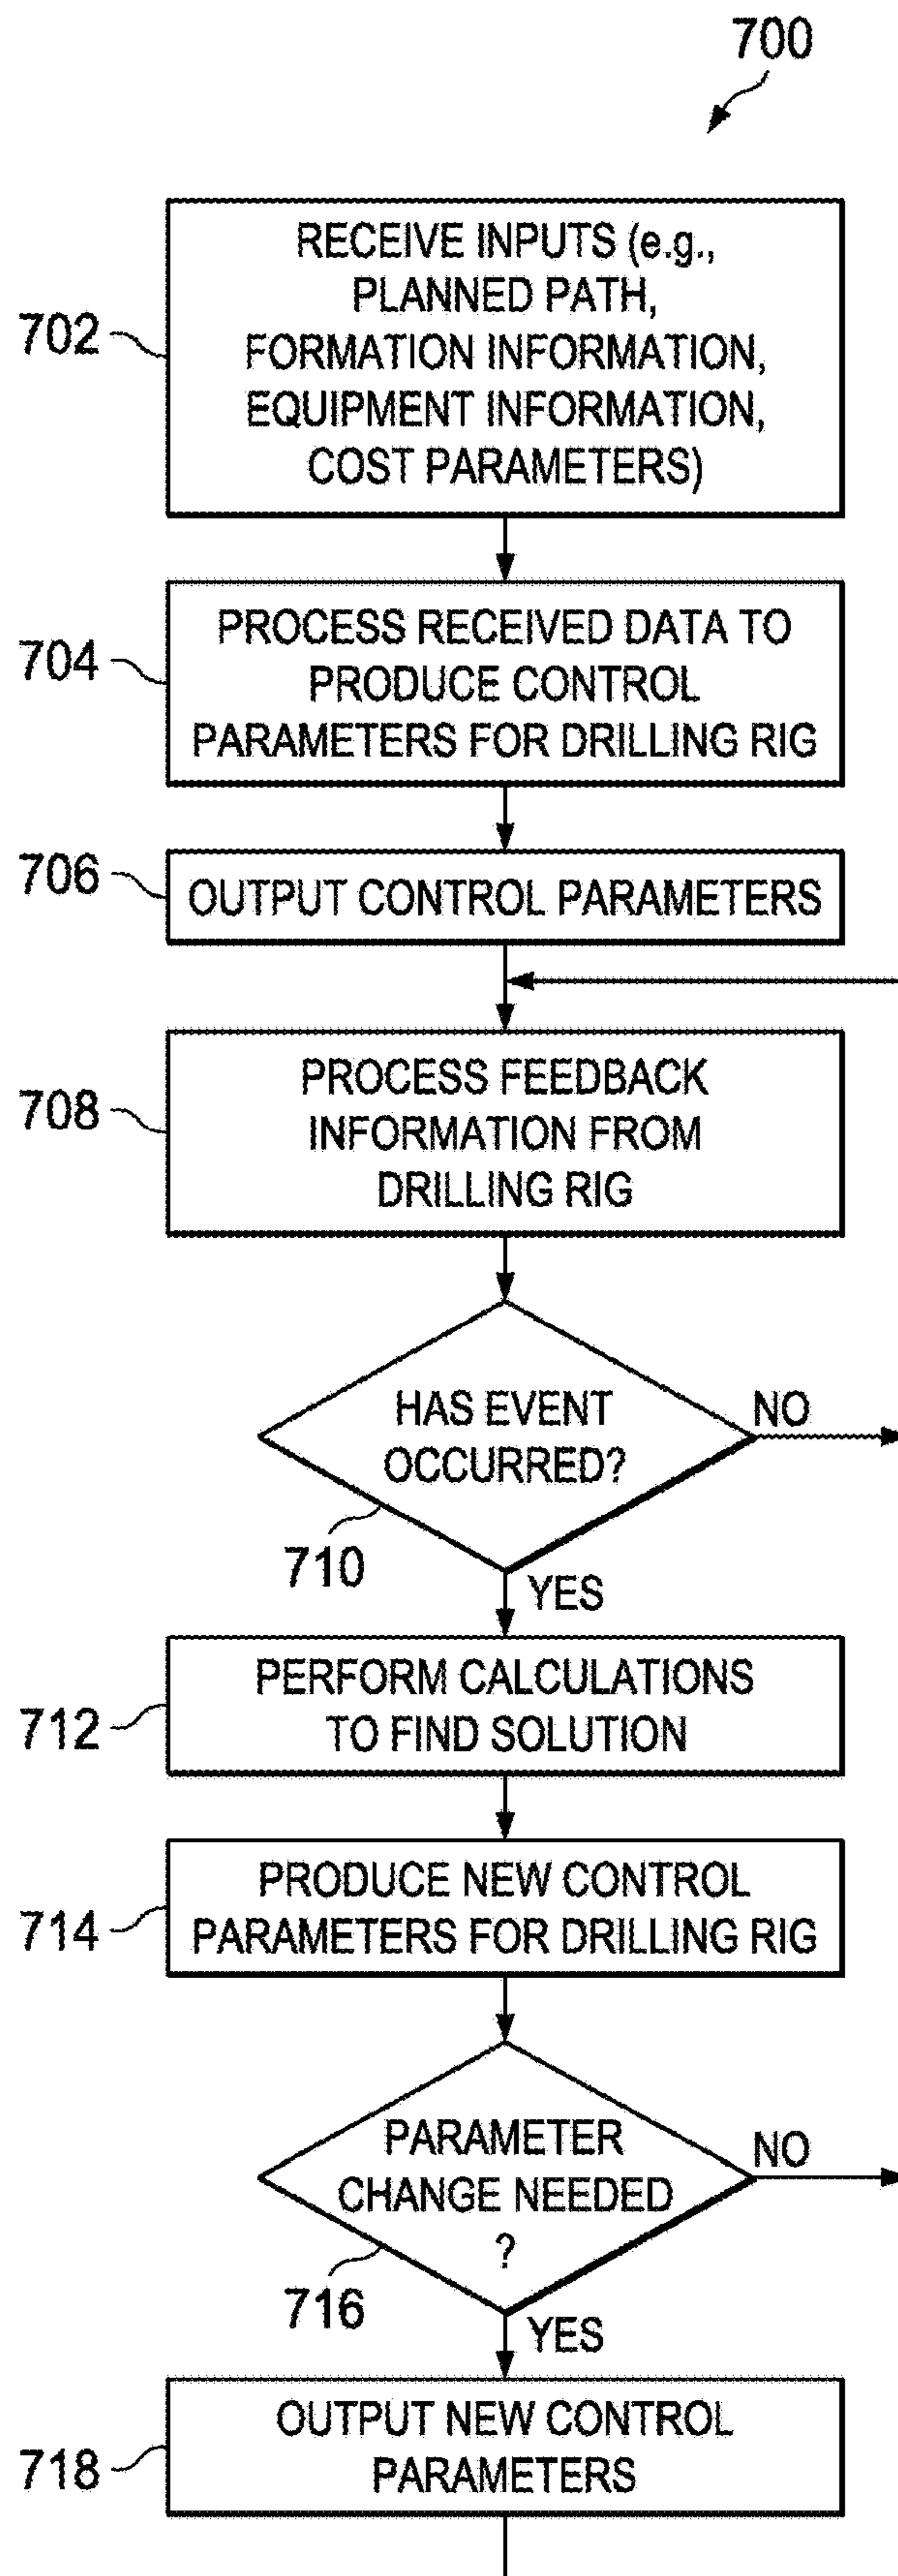 700
702
RECEIVE INPUTS (e.g.,
PLANNED PATH,
FORMATION INFORMATION,
EQUIPMENT INFORMATION,
COST PARAMETERS)
704
PROCESS RECEIVED DATA TO
PRODUCE CONTROL
PARAMETERS FOR DRILLING RIG
706
OUTPUT CONTROL PARAMETERS
708
PROCESS FEEDBACK
INFORMATION FROM
DRILLING RIG
HAS EVENT
OCCURRED?
NO
710
YES
712
PERFORM CALCULATIONS
TO FIND SOLUTION
714
PRODUCE NEW CONTROL
PARAMETERS FOR DRILLING RIG
PARAMETER
CHANGE NEEDED
?
NO
716
YES
718
OUTPUT NEW CONTROL
PARAMETERS